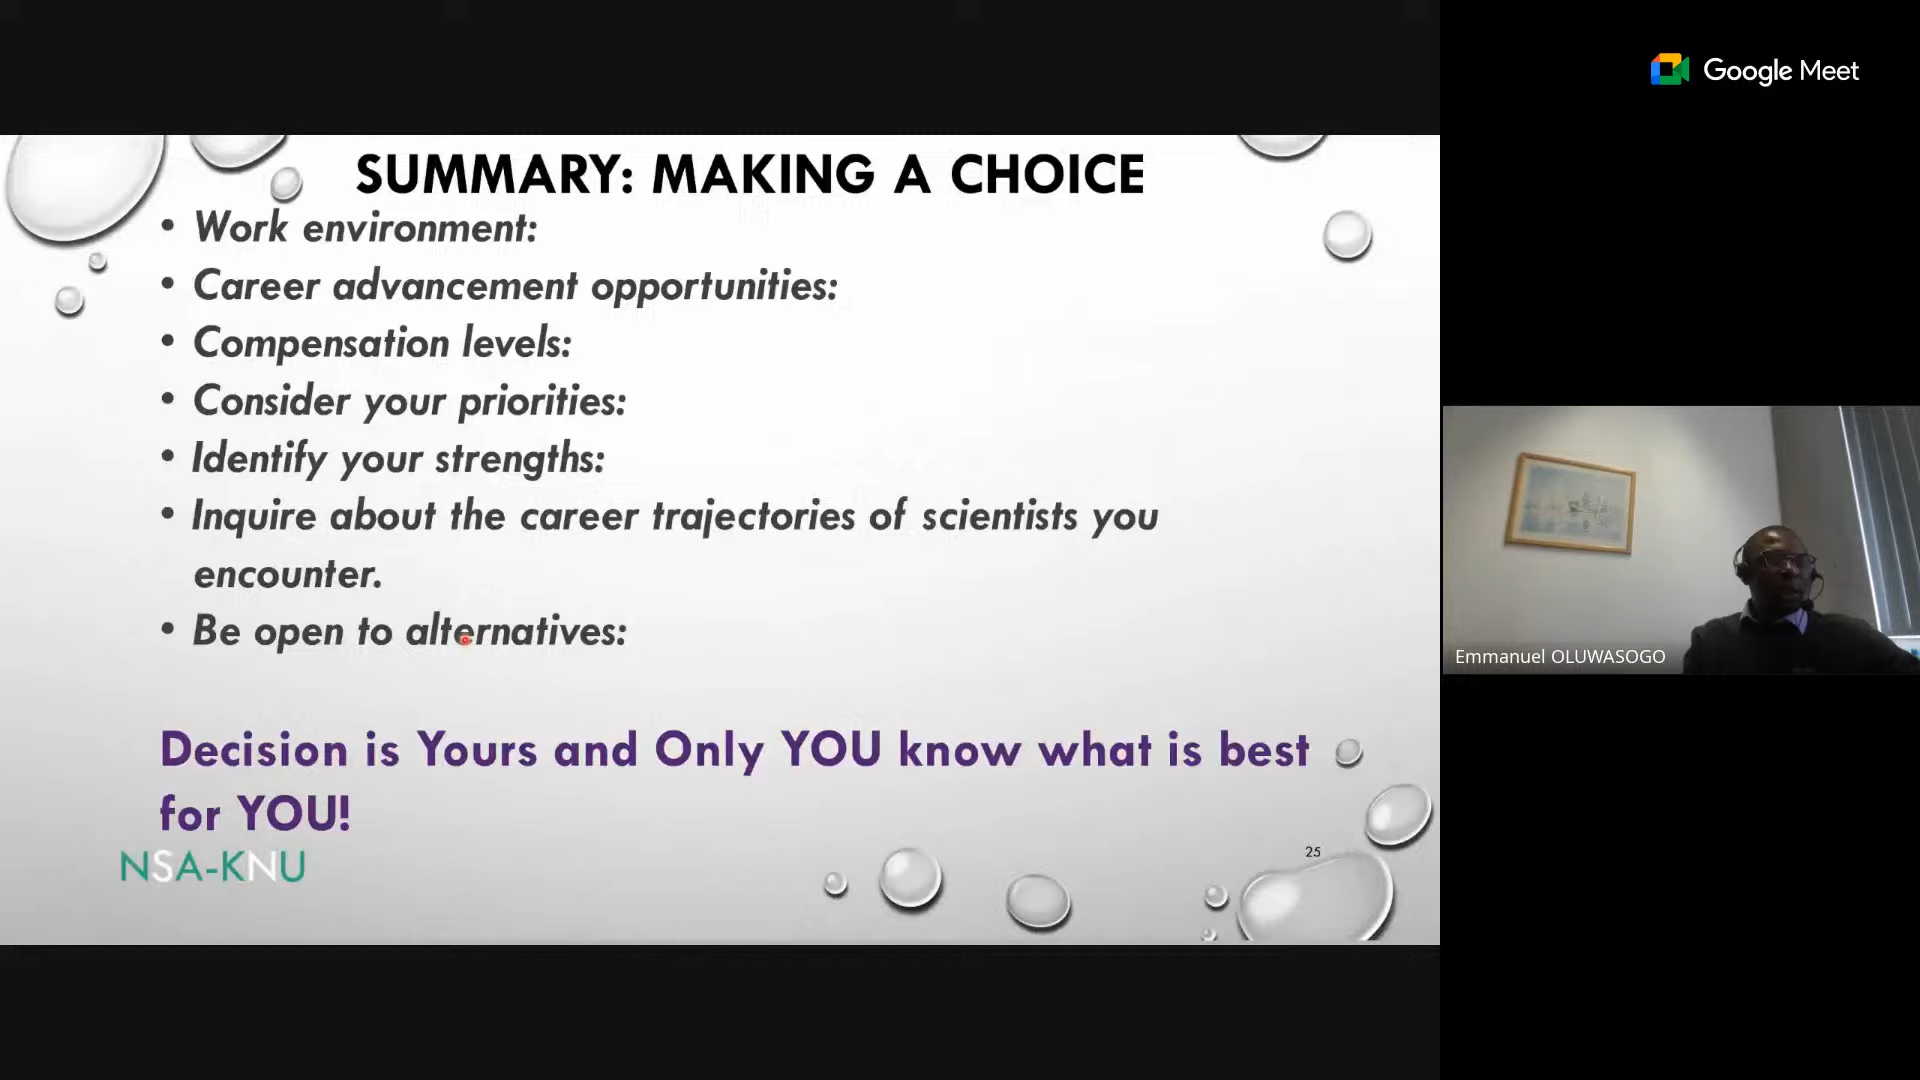 Google Meet
SUMMARY: MAKING A CHOICE
• Work environment:
• Career advancement opportunities:
• Compensation levels:
• Consider your priorities:
• Identify your strengths:
• Inquire about the career trajectories of scientists you
encounter.
• Be open to alternatives:
Decision is Yours and Only YOU know what is best
for YOU!
NSA-KNU
25
Emmanuel OLUWASOGO